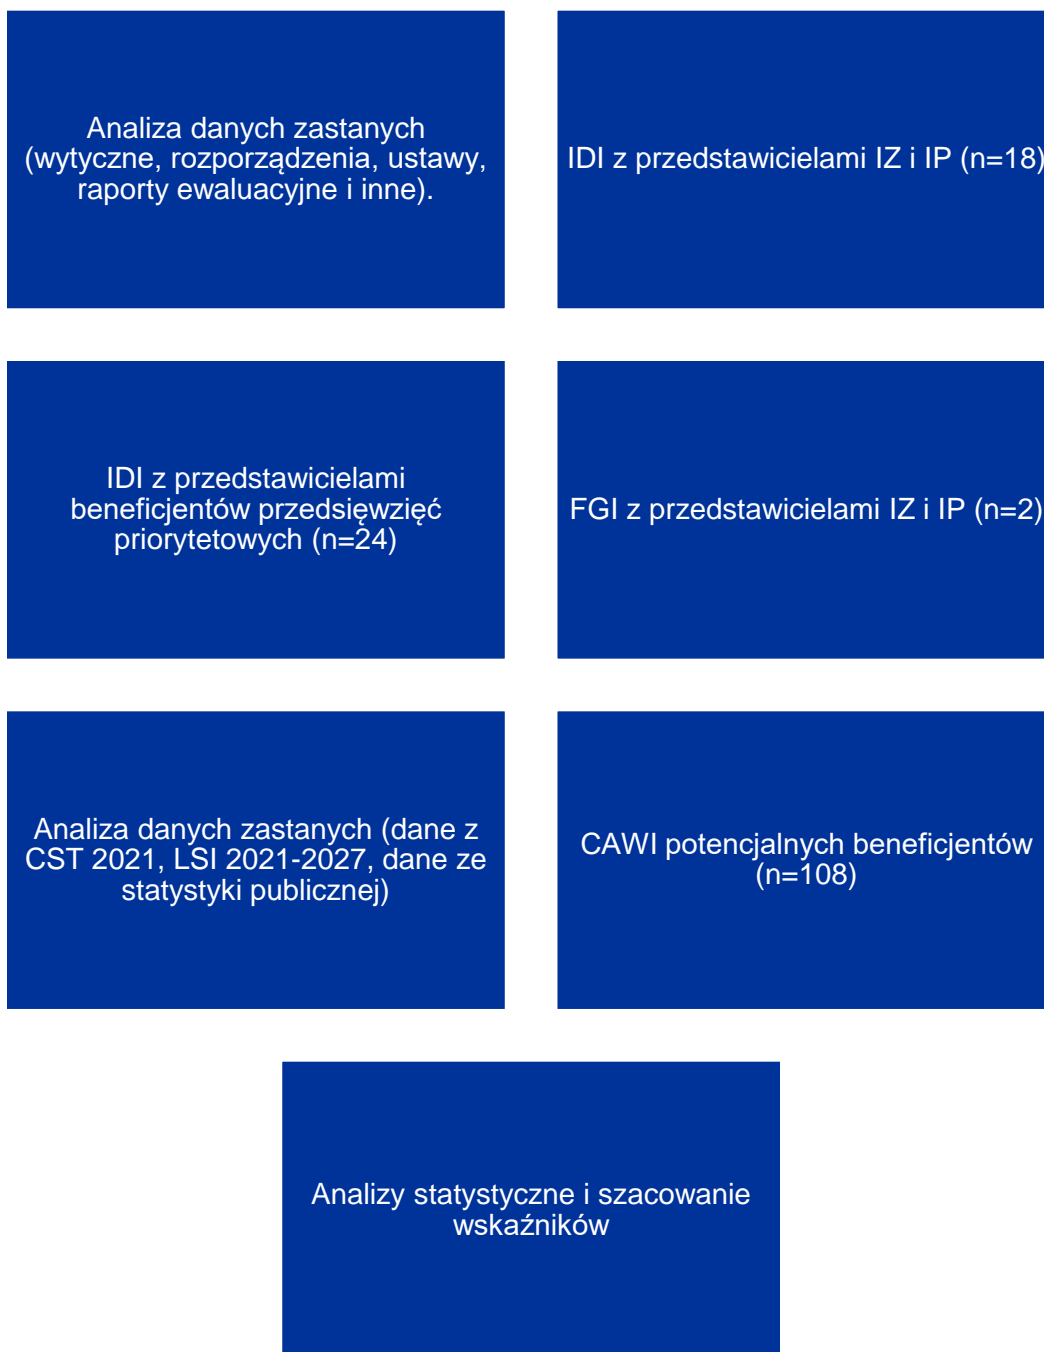 Analiza danych zastanych
(wytyczne, rozporządzenia, ustawy,
raporty ewaluacyjne i inne).
IDI z przedstawicielami IZ i IP (n=18)
IDI z przedstawicielami
beneficjentów przedsięwzięć
priorytetowych (n=24)
FGI z przedstawicielami IZ i IP (n=2)
Analiza danych zastanych (dane z
CST 2021, LSI 2021-2027, dane ze
statystyki publicznej)
CAWI potencjalnych beneficjentów
(n=108)
Analizy statystyczne i szacowanie
wskaźników